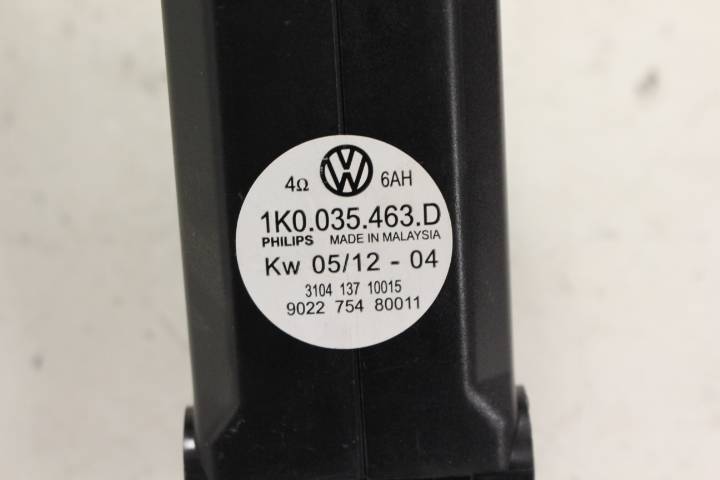 4Ω VW 6AH
1K0.035.463.D
PHILIPS MADE IN MALAYSIA
Kw 05/12 - 04
3104 137 10015
9022 754 80011